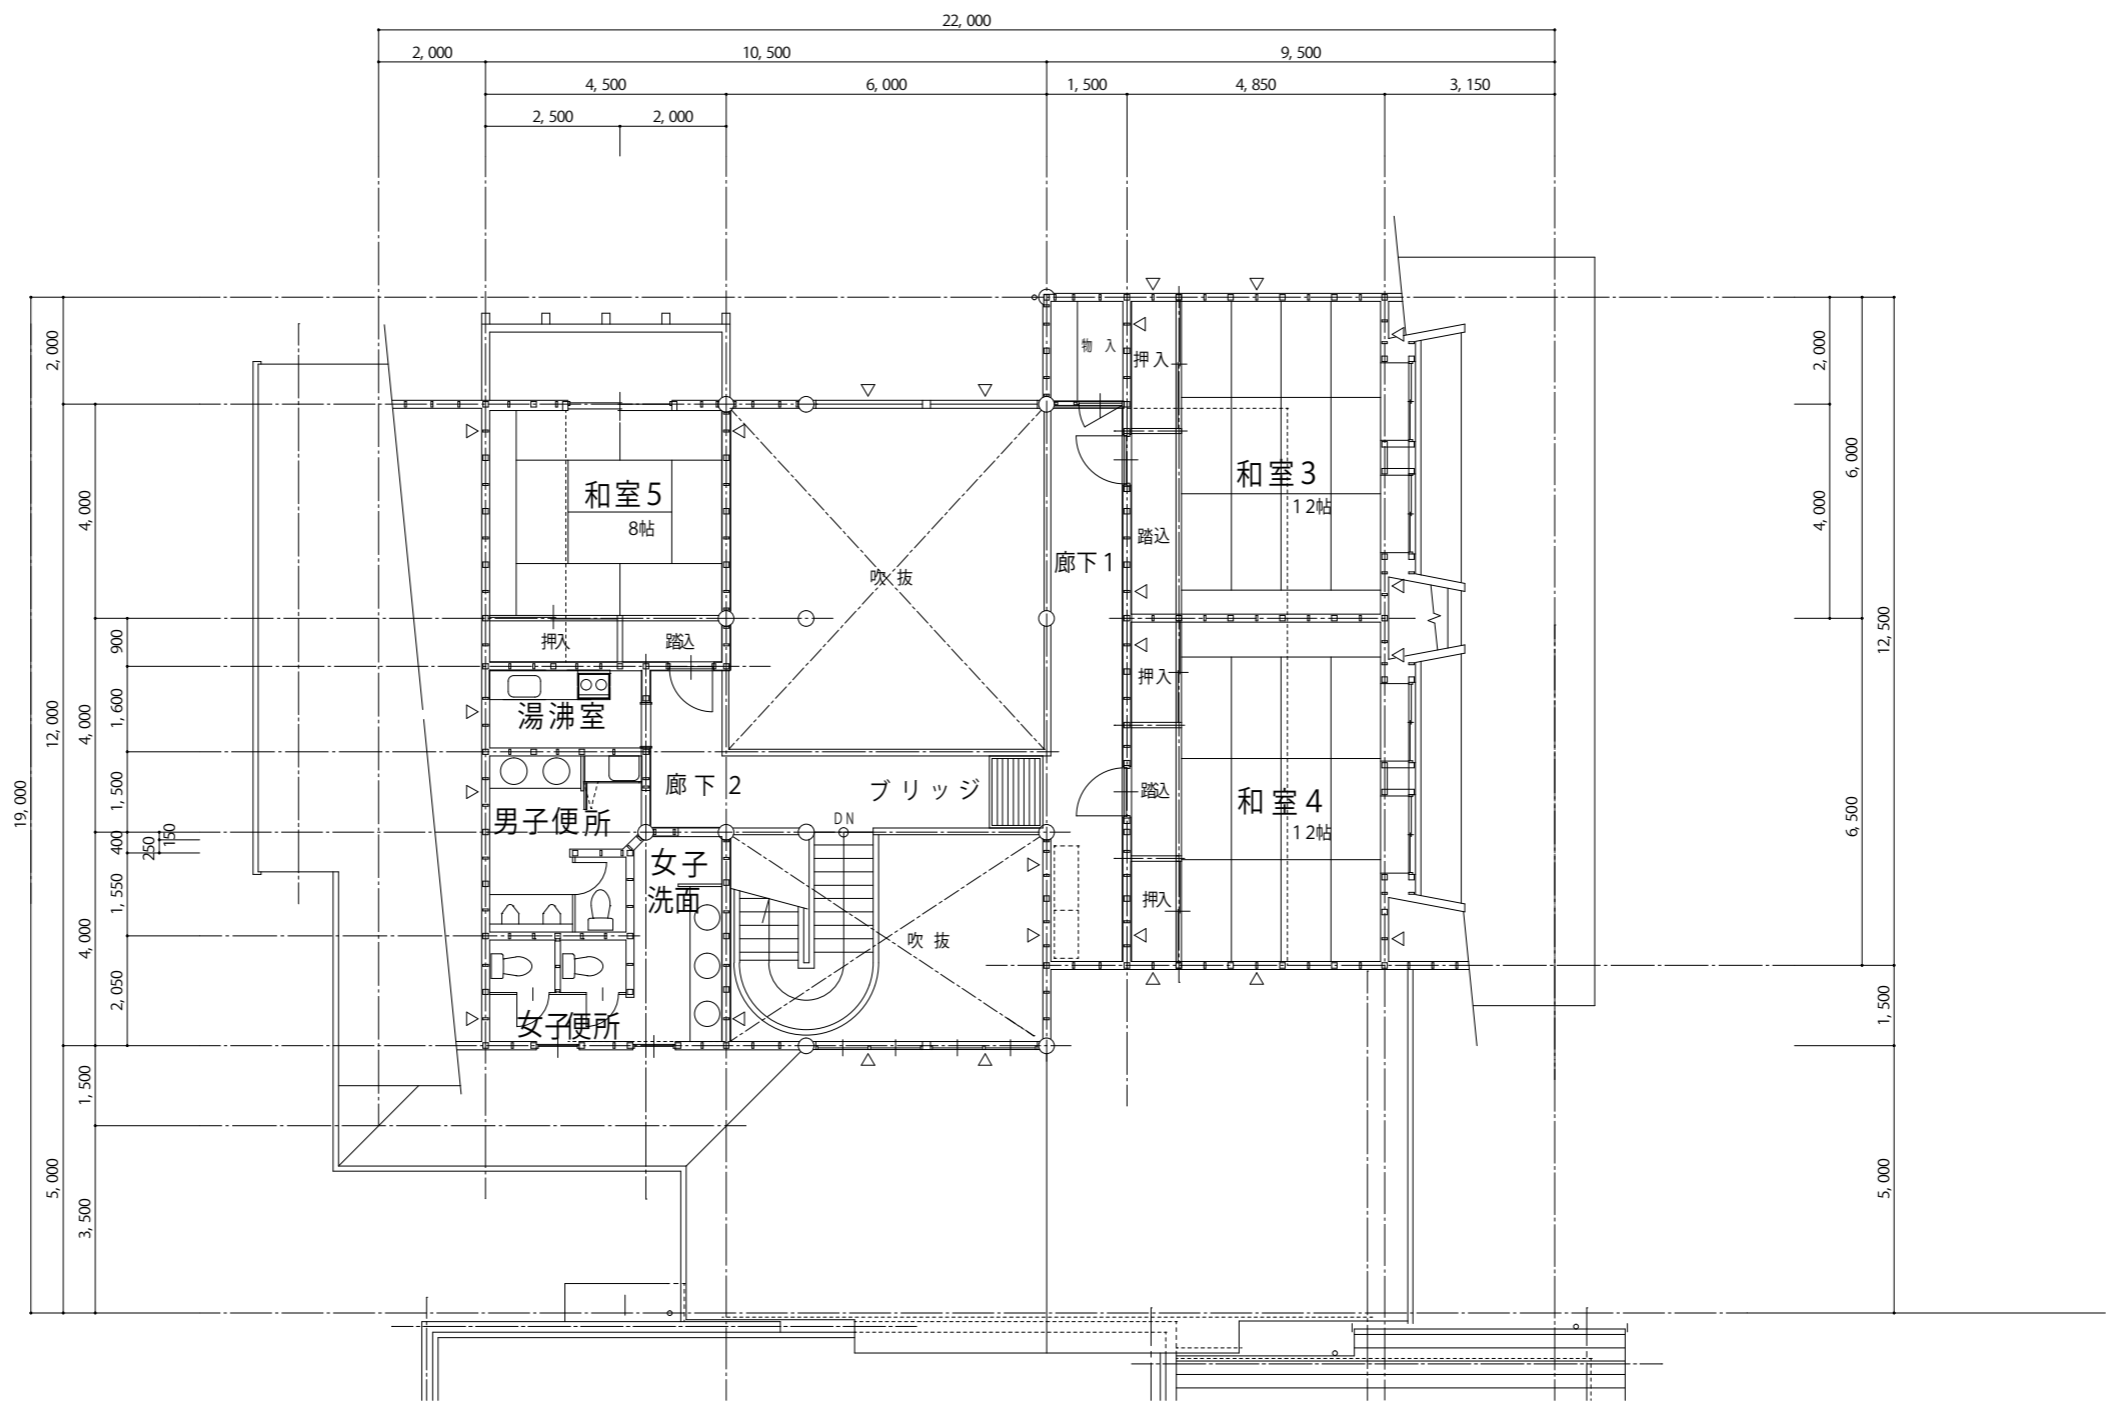 22,000
2,000 10,500 9,500
4,500 6,000 1,500 4,850 3,150
2,500 2,000
2,000
4,000
900
1,600
4,000
12,000
1,500
19,000
400
250
150
1,550
4,000
2,050
1,500
5,000
3,500
2,000
6,000
4,000
12,500
6,500
1,500
5,000
物入
押入
和室3
12帖
和室5
8帖
踏込
廊下1
吹抜
押入
踏込
押入
湯沸室
廊下2
ブリッジ
踏込
和室4
12帖
男子便所
DN
女子
洗面
押入
吹抜
女子便所